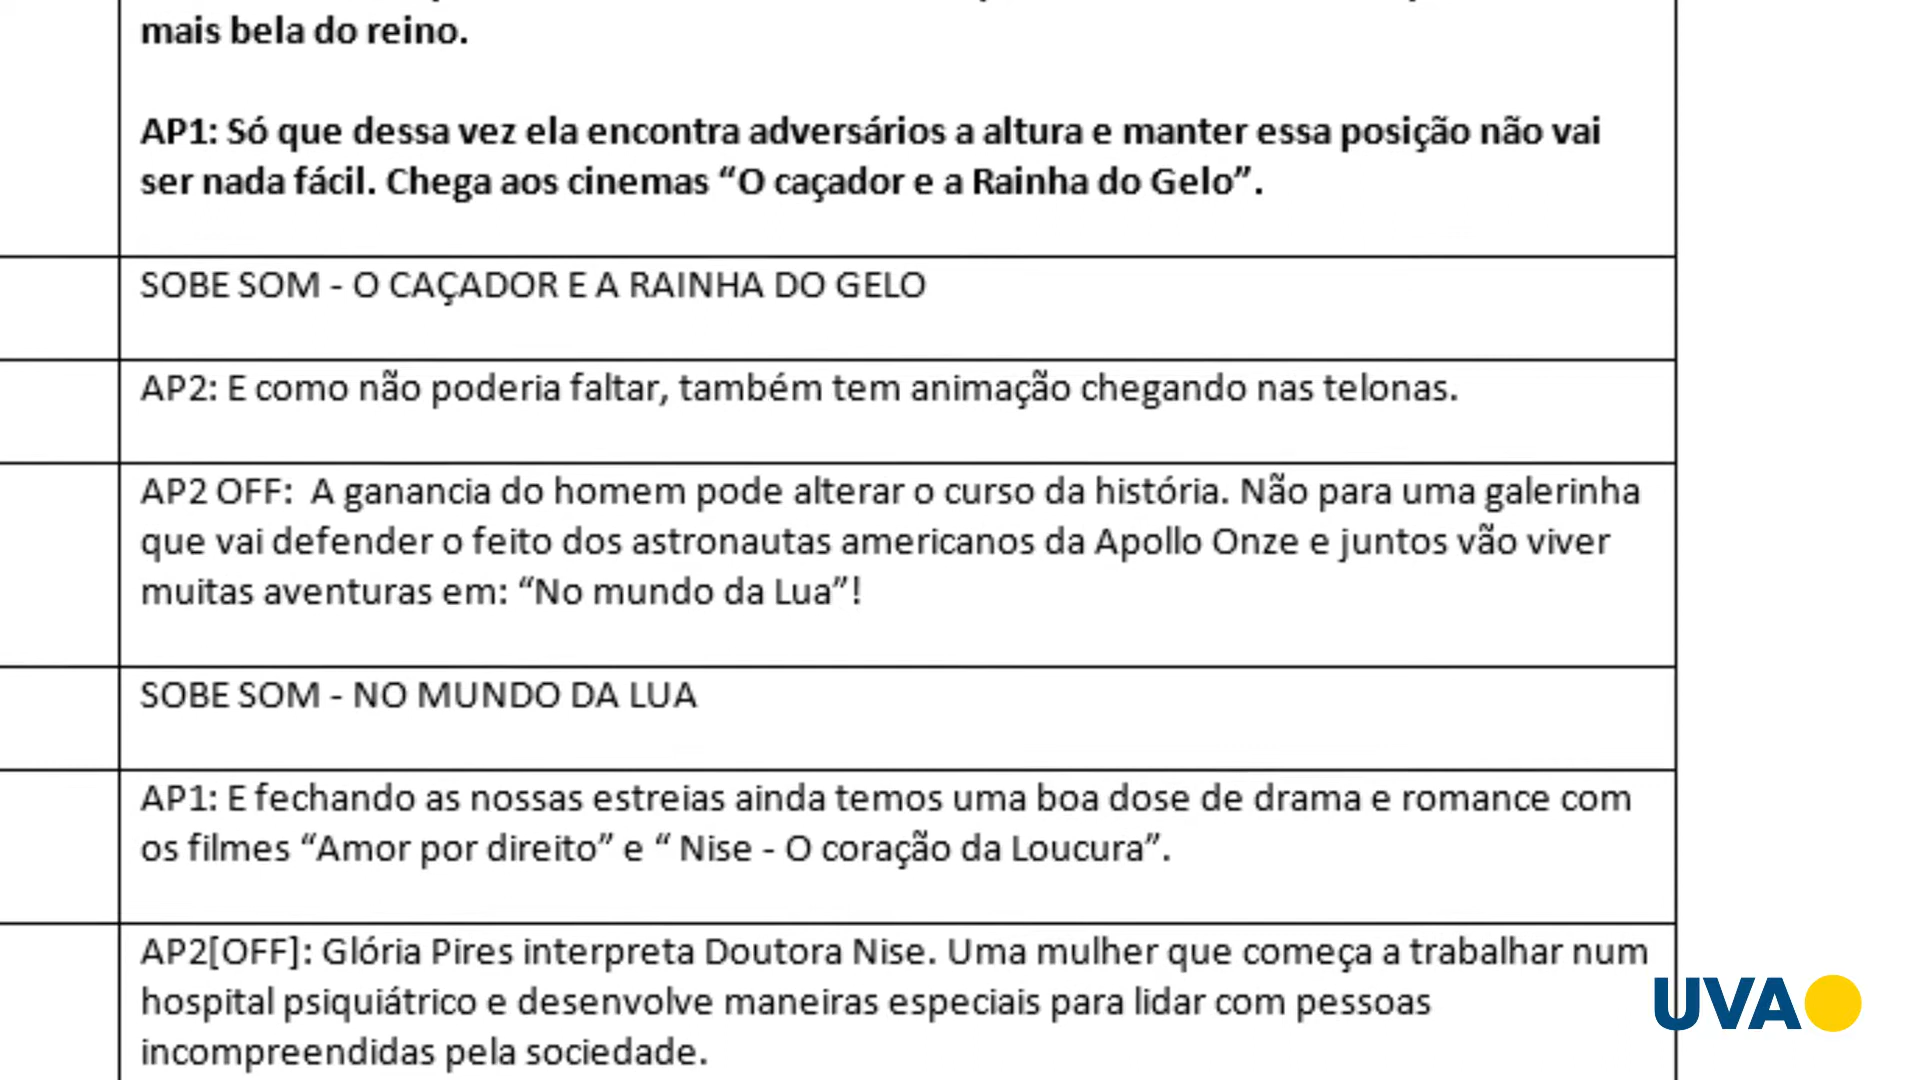 mais bela do reino.
AP1: Só que dessa vez ela encontra adversários a altura e manter essa posição não vai
ser nada fácil. Chega aos cinemas “O caçador e a Rainha do Gelo”.
SOBE SOM - O CAÇADOR E A RAINHA DO GELO
AP2: E como não poderia faltar, também tem animação chegando nas telonas.
AP2 OFF:  A ganancia do homem pode alterar o curso da história. Não para uma galerinha
que vai defender o feito dos astronautas americanos da Apollo Onze e juntos vão viver
muitas aventuras em: “No mundo da Lua”!
SOBE SOM - NO MUNDO DA LUA
AP1: E fechando as nossas estreias ainda temos uma boa dose de drama e romance com
os filmes “Amor por direito” e “ Nise - O coração da Loucura”.
AP2[OFF]: Glória Pires interpreta Doutora Nise. Uma mulher que começa a trabalhar num
hospital psiquiátrico e desenvolve maneiras especiais para lidar com pessoas
incompreendidas pela sociedade.
UVA